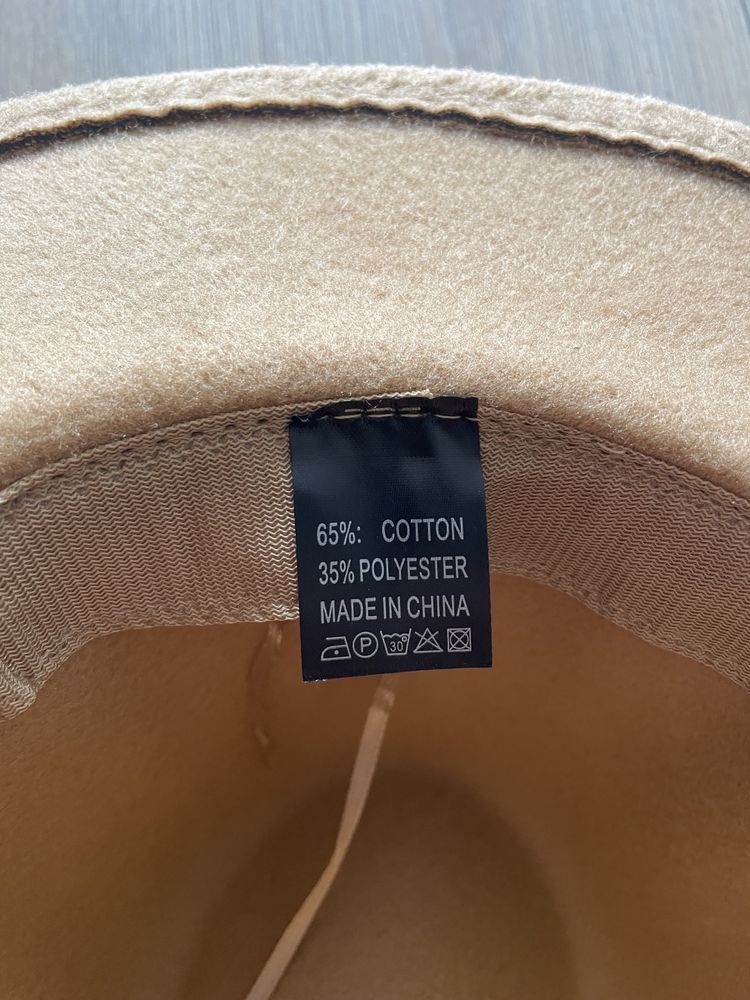 65%: COTTON
35% POLYESTER
MADE IN CHINA
P 30°